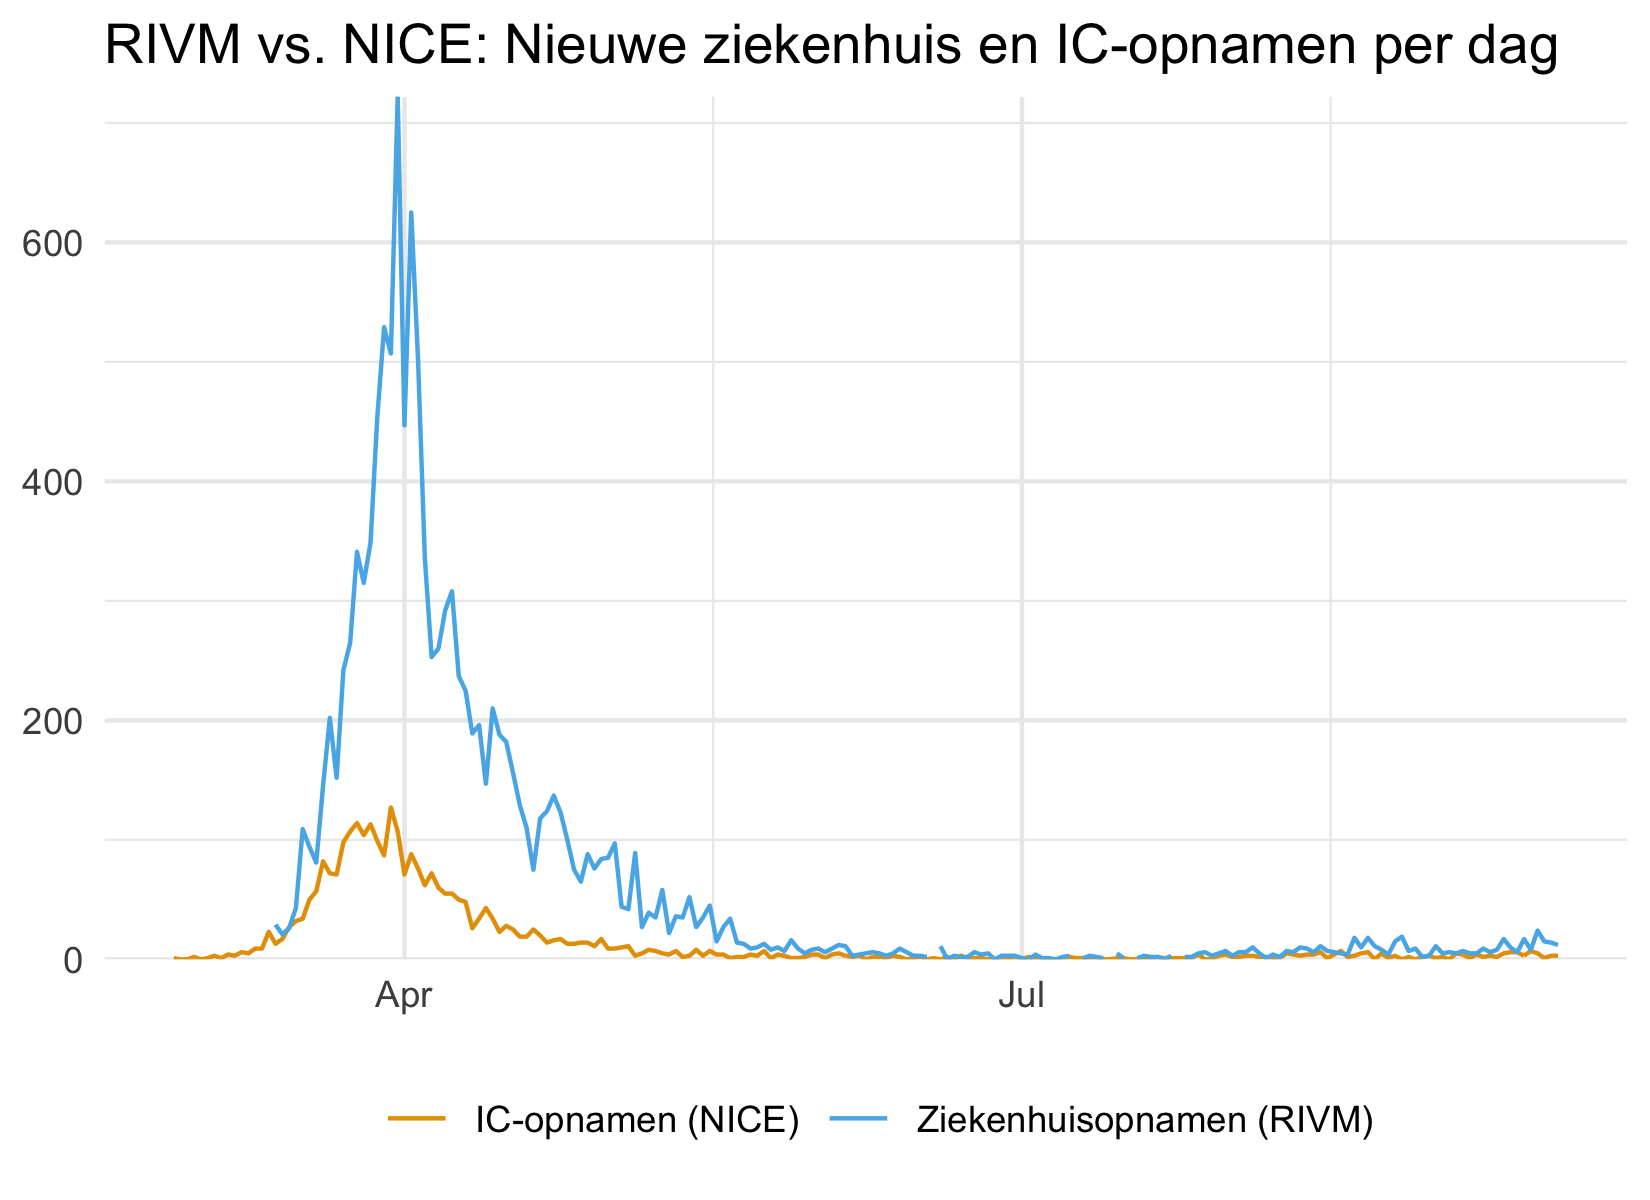 RIVM vs. NICE: Nieuwe ziekenhuis en IC-opnamen per dag
600
400
200
0
Apr Jul
IC-opnamen (NICE) Ziekenhuisopnamen (RIVM)